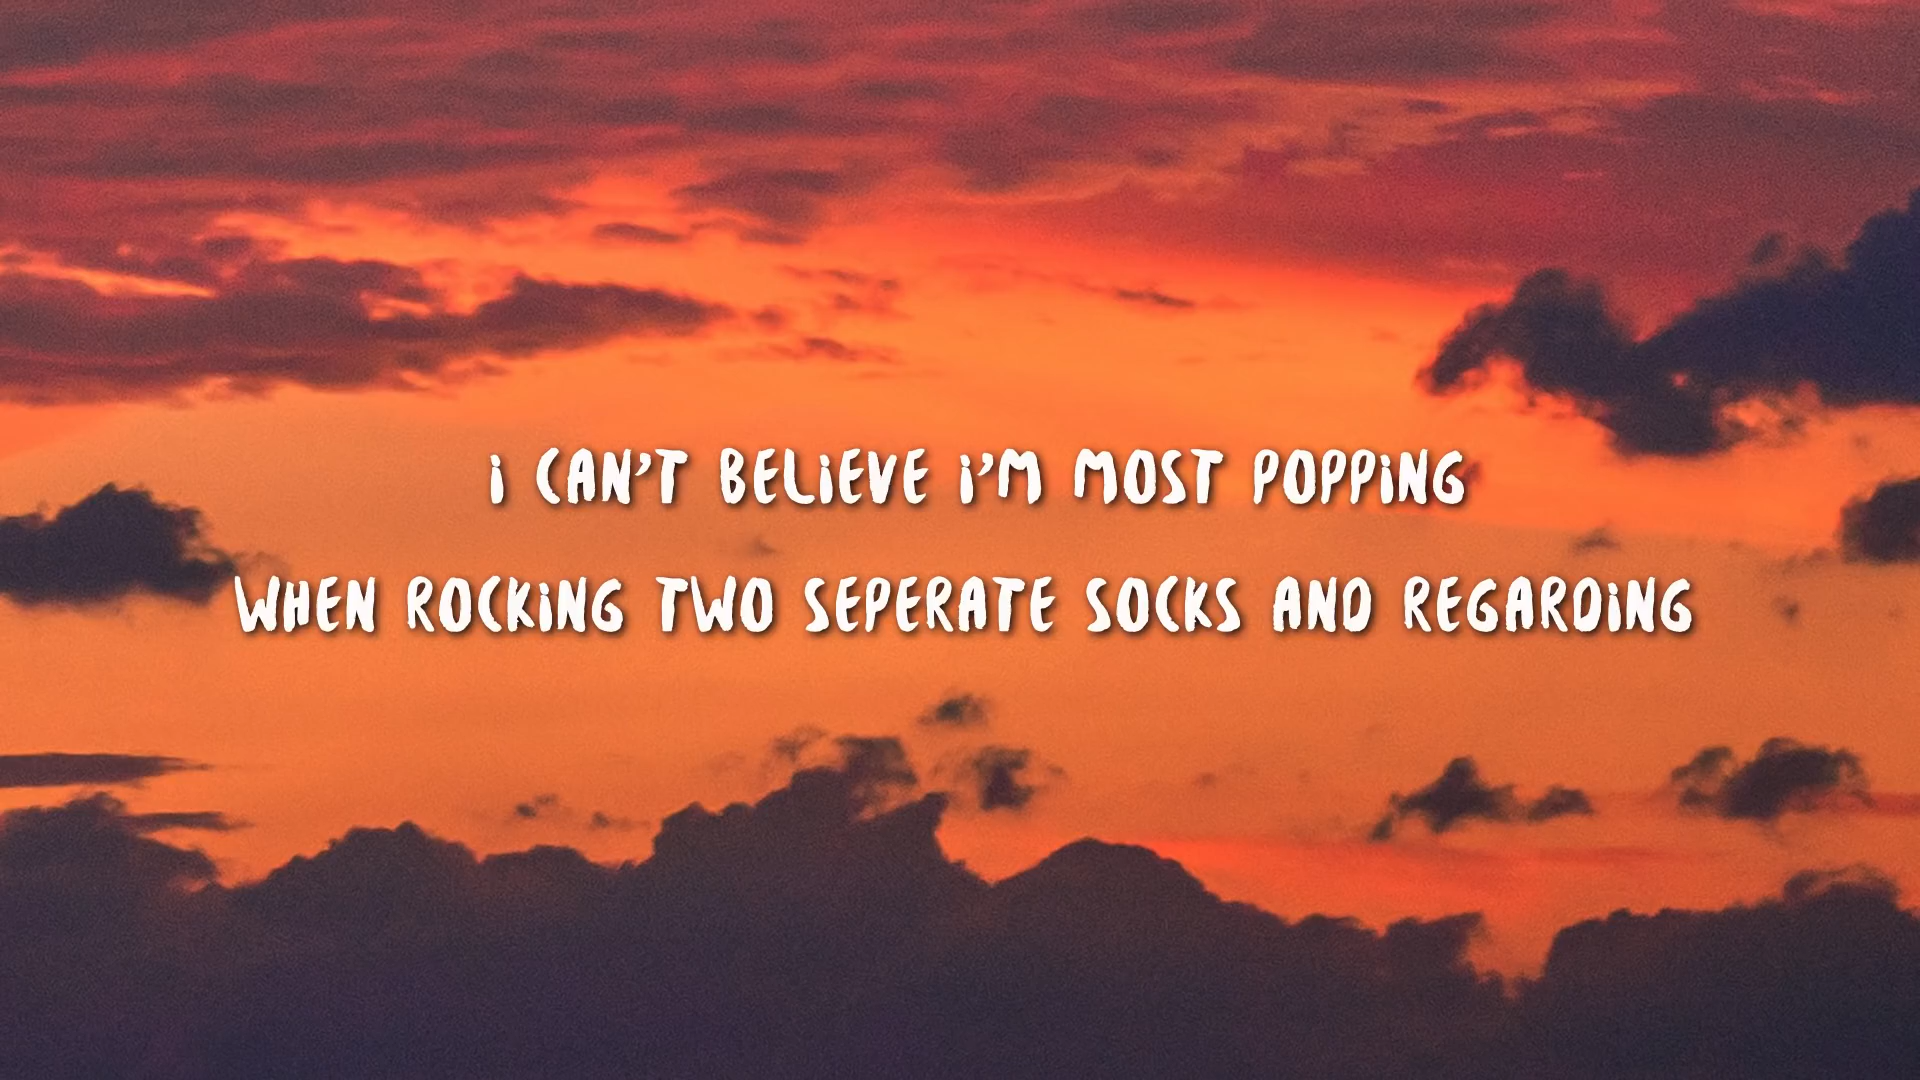 i CAN'T BELiEVE i'M MOST POPPiNG
WHEN ROCKiNG TWO SEPERATE SOCKS AND REGARDiNG